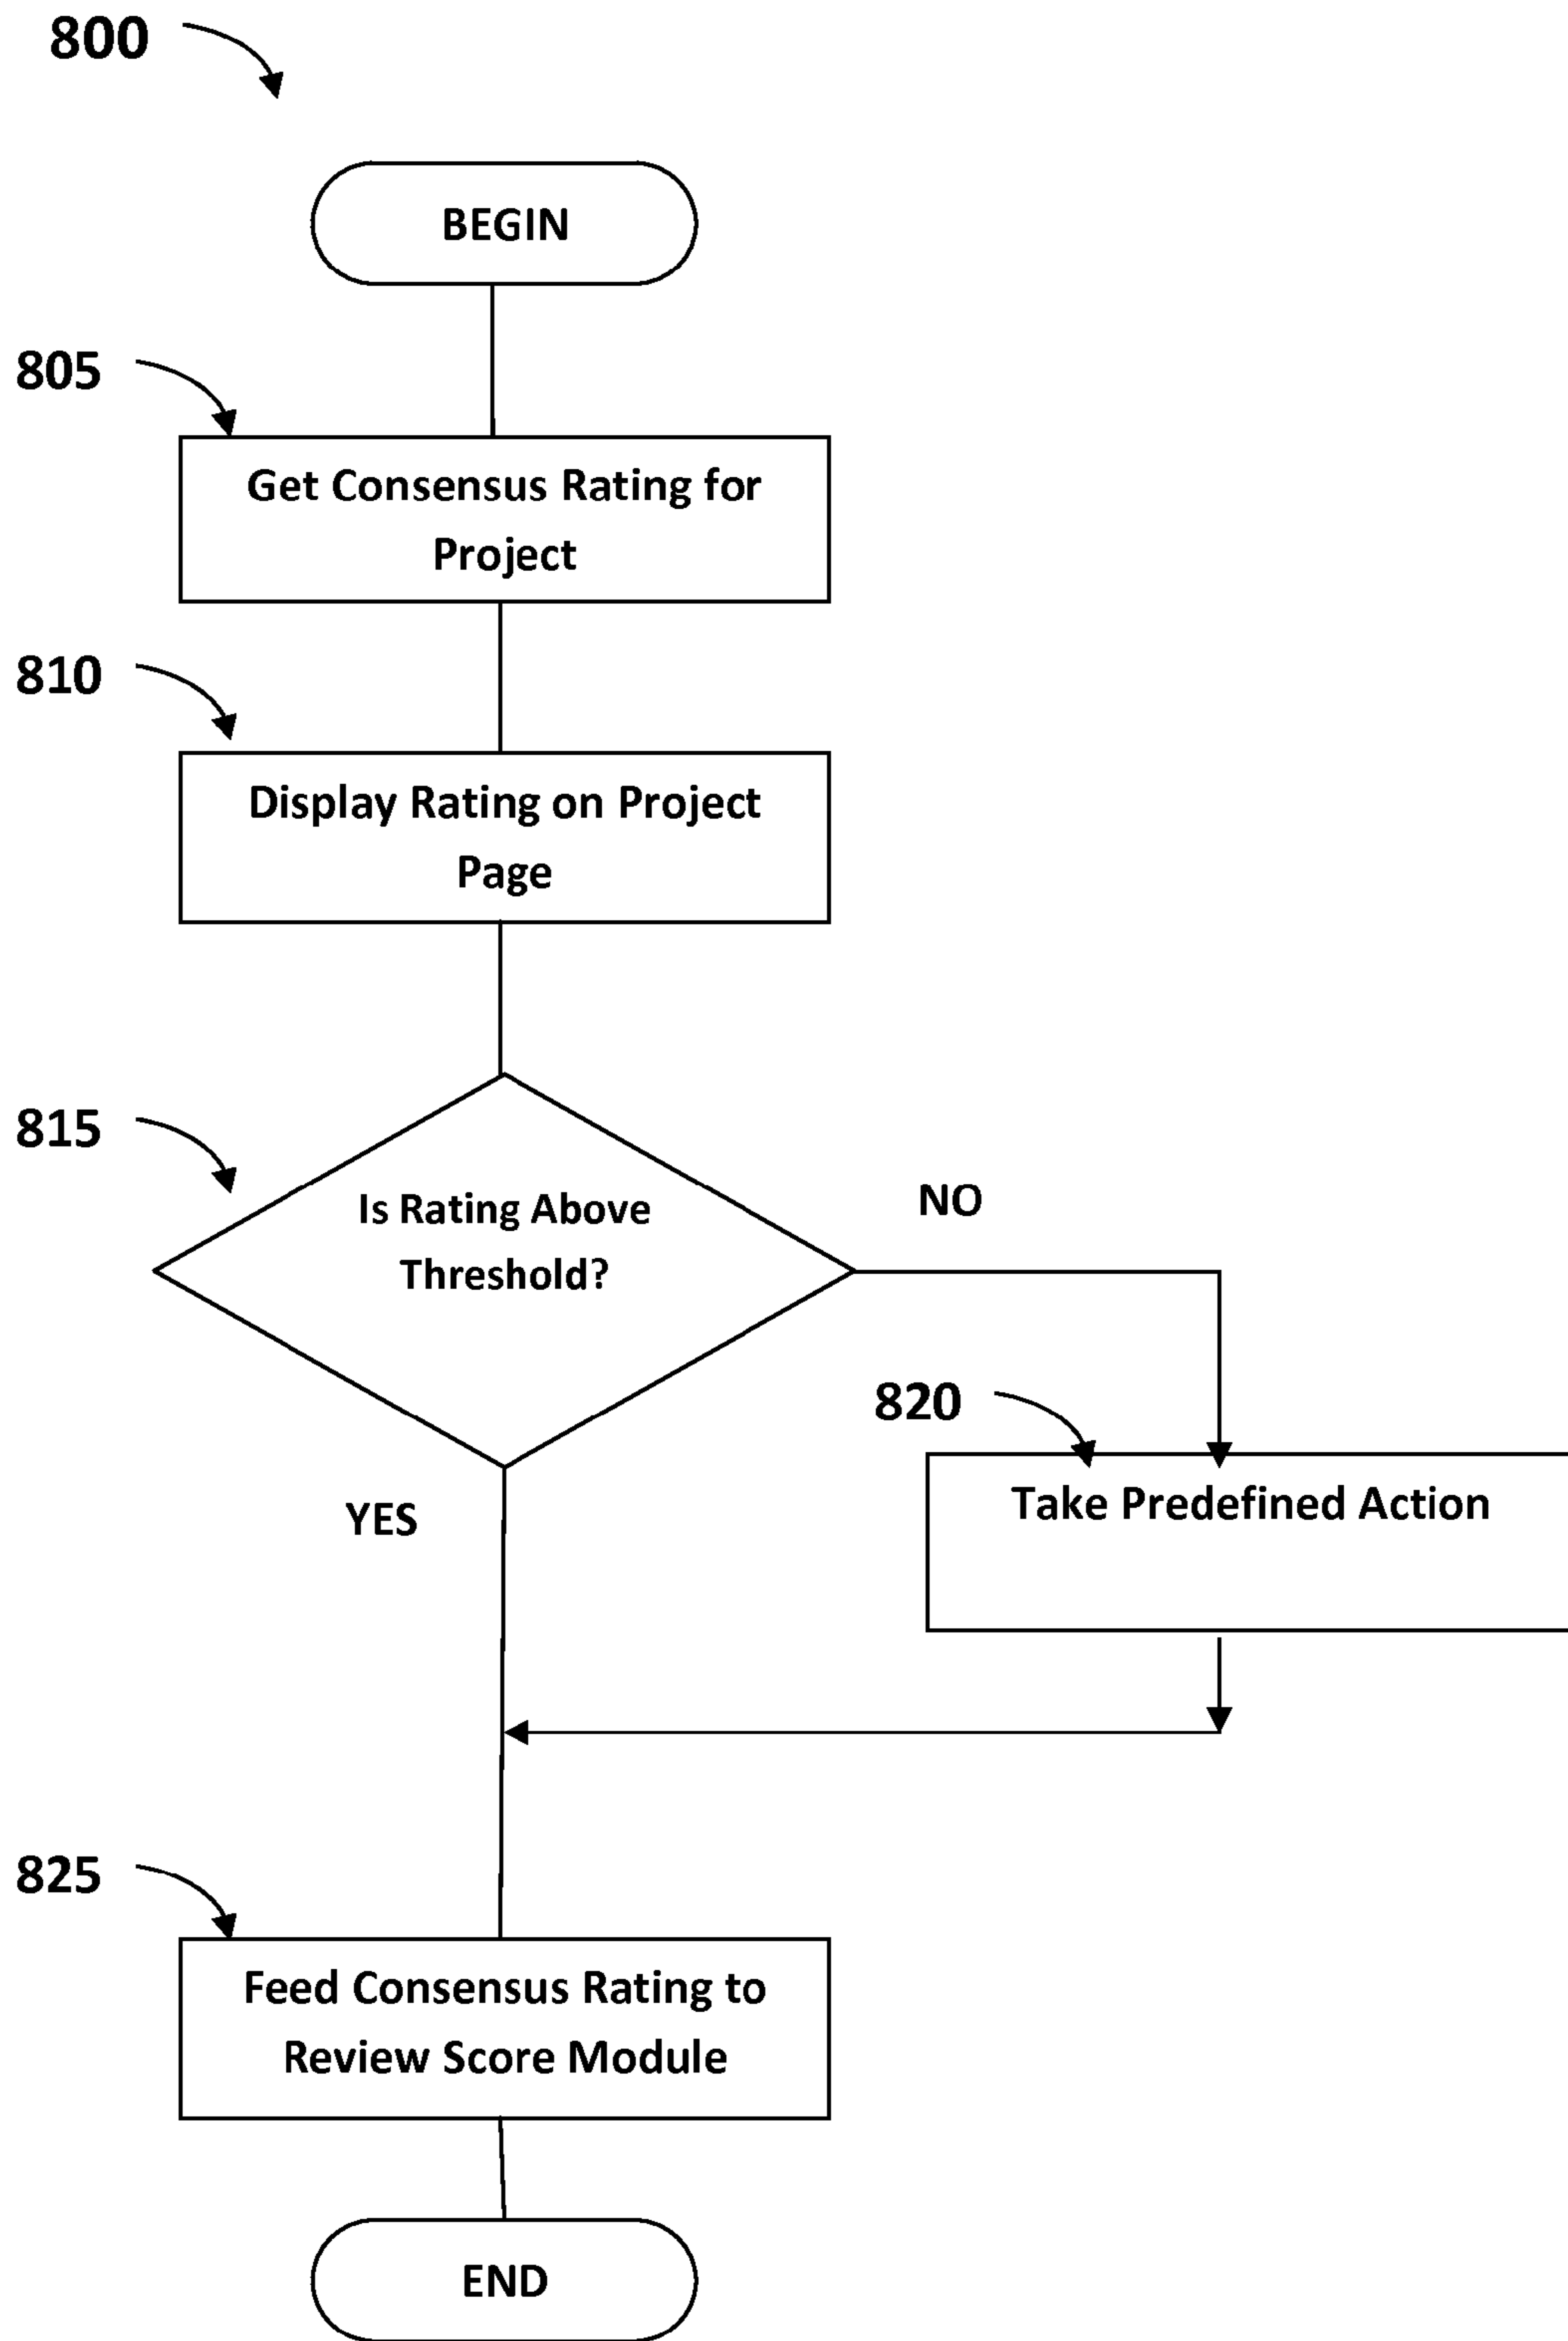 800
BEGIN
805
Get Consensus Rating for
Project
810
Display Rating on Project
Page
815
Is Rating Above
Threshold?
NO
820
Take Predefined Action
YES
825
Feed Consensus Rating to
Review Score Module
END